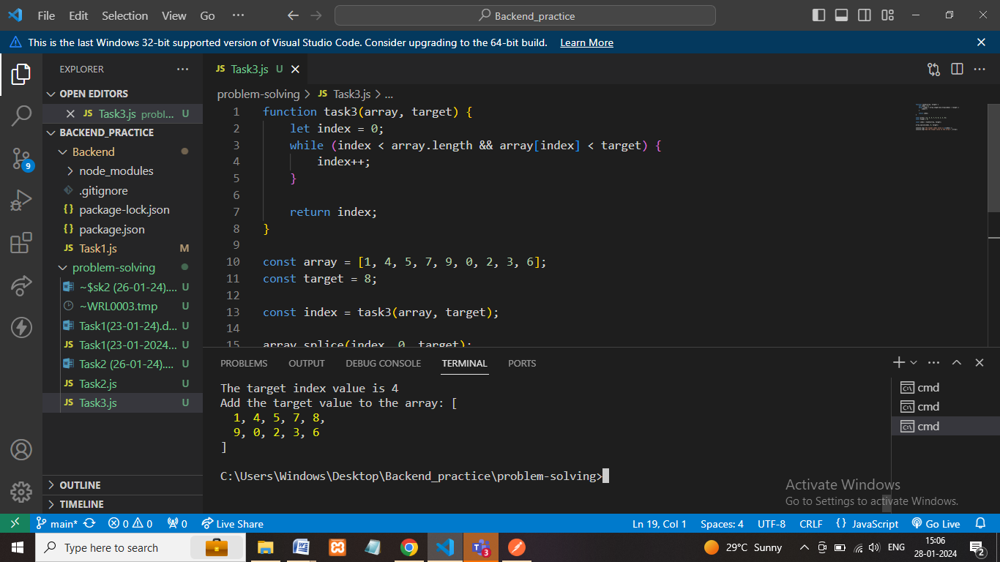 File Edit Selection View Go ···
Backend_practice
This is the last Windows 32-bit supported version of Visual Studio Code. Consider upgrading to the 64-bit build. Learn More
EXPLORER
OPEN EDITORS
JS Task3.js probl... U
BACKEND_PRACTICE
Backend
node_modules
.gitignore
{} package-lock.json
{} package.json
JS Task1.js M
problem-solving
~$sk2 (26-01-24).... U
~WRL0003.tmp U
Task1(23-01-24).d... U
JS Task1(23-01-2024... U
Task2 (26-01-24).... U
JS Task2.js U
JS Task3.js U
OUTLINE
TIMELINE
9
JS Task3.js U
problem-solving > JS Task3.js > ...
1 function task3(array, target) {
2 let index = 0;
3 while (index < array.length && array[index] < target) {
4 index++;
5 }
6
7 return index;
8 }
9
10 const array = [1, 4, 5, 7, 9, 0, 2, 3, 6];
11 const target = 8;
12
13 const index = task3(array, target);
14
15 array.splice(index, 0, target);
PROBLEMS OUTPUT DEBUG CONSOLE TERMINAL PORTS
The target index value is 4
Add the target value to the array: [
1, 4, 5, 7, 8,
9, 0, 2, 3, 6
]
C:\Users\Windows\Desktop\Backend_practice\problem-solving>
cmd
cmd
cmd
Activate Windows
Go to Settings to activate Windows.
main* 0 0 0 Live Share
Ln 19, Col 1 Spaces: 4 UTF-8 CRLF {} JavaScript Go Live
Type here to search
3
29°C Sunny
ENG
15:06
28-01-2024
2